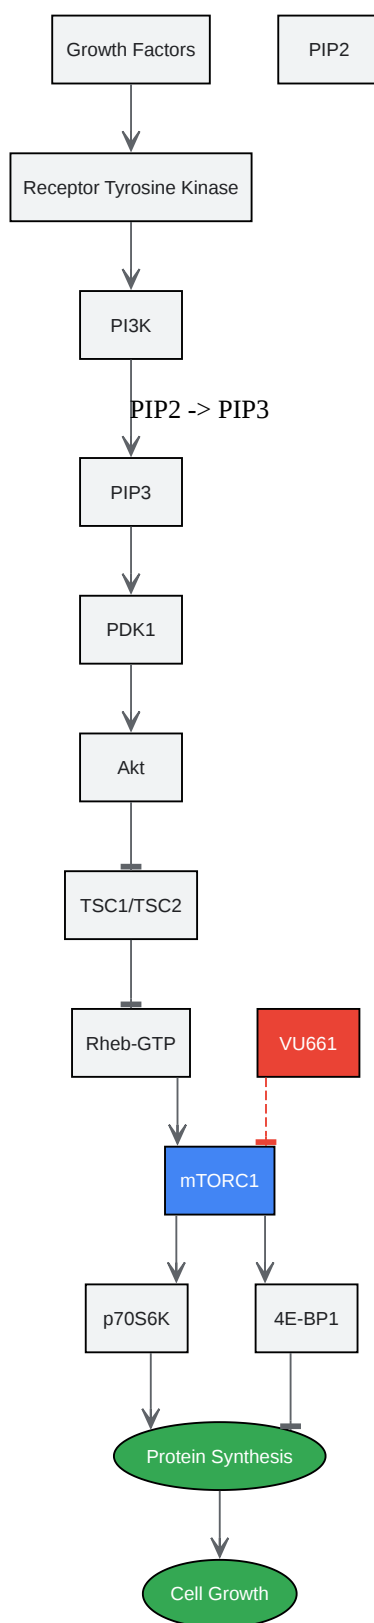 Growth Factors
PIP2
Receptor Tyrosine Kinase
PI3K
PIP2 -> PIP3
PIP3
PDK1
Akt
TSC1/TSC2
Rheb-GTP
VU661
mTORC1
p70S6K
4E-BP1
Protein Synthesis
Cell Growth